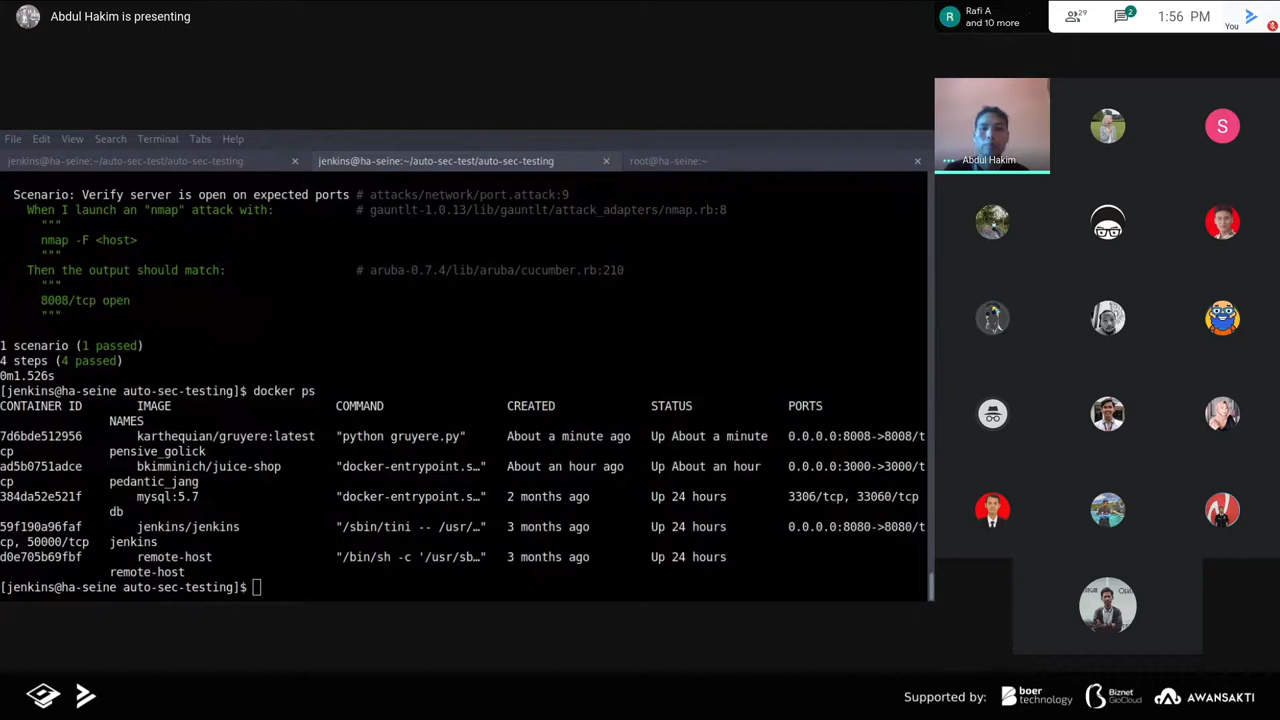 Abdul Hakim is presenting
Rafi A
and 10 more
29
2
1:56 PM
You
R
File Edit View Search Terminal Tabs Help
jenkins@ha-seine:~/auto-sec-test/auto-sec-testing
jenkins@ha-seine:~/auto-sec-test/auto-sec-testing
root@ha-seine:~
Scenario: Verify server is open on expected ports # attacks/network/port.attack:9
When I launch an "nmap" attack with: # gauntlt-1.0.13/lib/gauntlt/attack_adapters/nmap.rb:8
"""
nmap -F <host>
"""
Then the output should match: # aruba-0.7.4/lib/aruba/cucumber.rb:210
"""
8008/tcp open
"""
1 scenario (1 passed)
4 steps (4 passed)
0m1.526s
[jenkins@ha-seine auto-sec-testing]$ docker ps
CONTAINER ID IMAGE COMMAND CREATED STATUS PORTS
NAMES
7d6bde512956 karthequian/gruyere:latest "python gruyere.py" About a minute ago Up About a minute 0.0.0.0:8008->8008/t
cp pensive_golick
ad5b0751adce bkimminich/juice-shop "docker-entrypoint.s…" About an hour ago Up About an hour 0.0.0.0:3000->3000/t
cp pedantic_jang
384da52e521f mysql:5.7 "docker-entrypoint.s…" 2 months ago Up 24 hours 3306/tcp, 33060/tcp
db
59f190a96faf jenkins/jenkins "/sbin/tini -- /usr/…" 3 months ago Up 24 hours 0.0.0.0:8080->8080/t
cp, 50000/tcp jenkins
d0e705b69fbf remote-host "/bin/sh -c '/usr/sb…" 3 months ago Up 24 hours
remote-host
[jenkins@ha-seine auto-sec-testing]$
Abdul Hakim
S
Supported by:
boer
technology
Biznet
GioCloud
AWANSAKTI